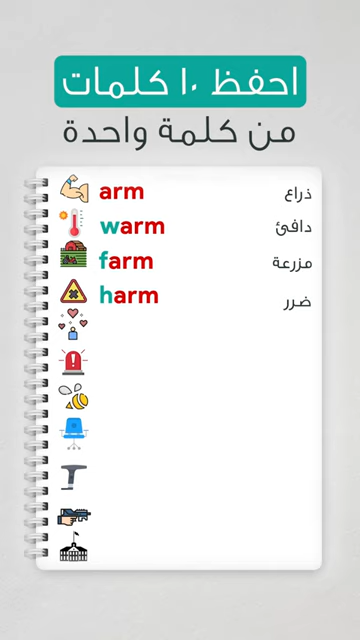 احفظ ١٠ كلمات
من كلمة واحدة
arm ذراع
warm دافئ
farm مزرعة
harm ضرر